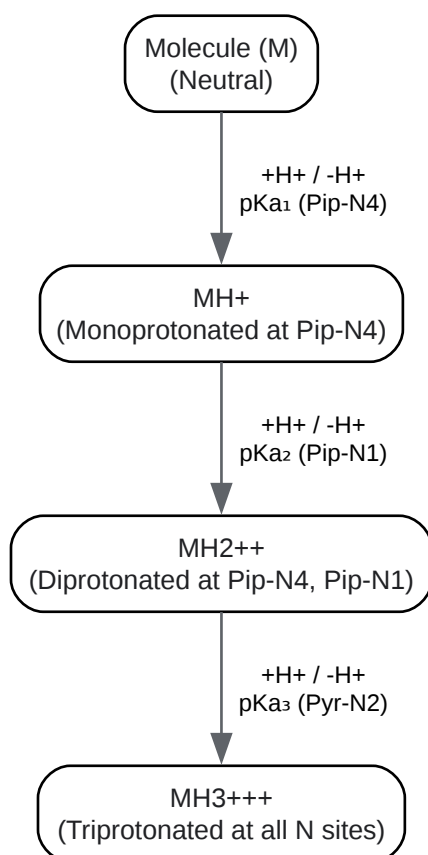 Molecule (M)
(Neutral)
+H+ / -H+
pKa₁ (Pip-N4)
MH+
(Monoprotonated at Pip-N4)
+H+ / -H+
pKa₂ (Pip-N1)
MH2++
(Diprotonated at Pip-N4, Pip-N1)
+H+ / -H+
pKa₃ (Pyr-N2)
MH3+++
(Triprotonated at all N sites)